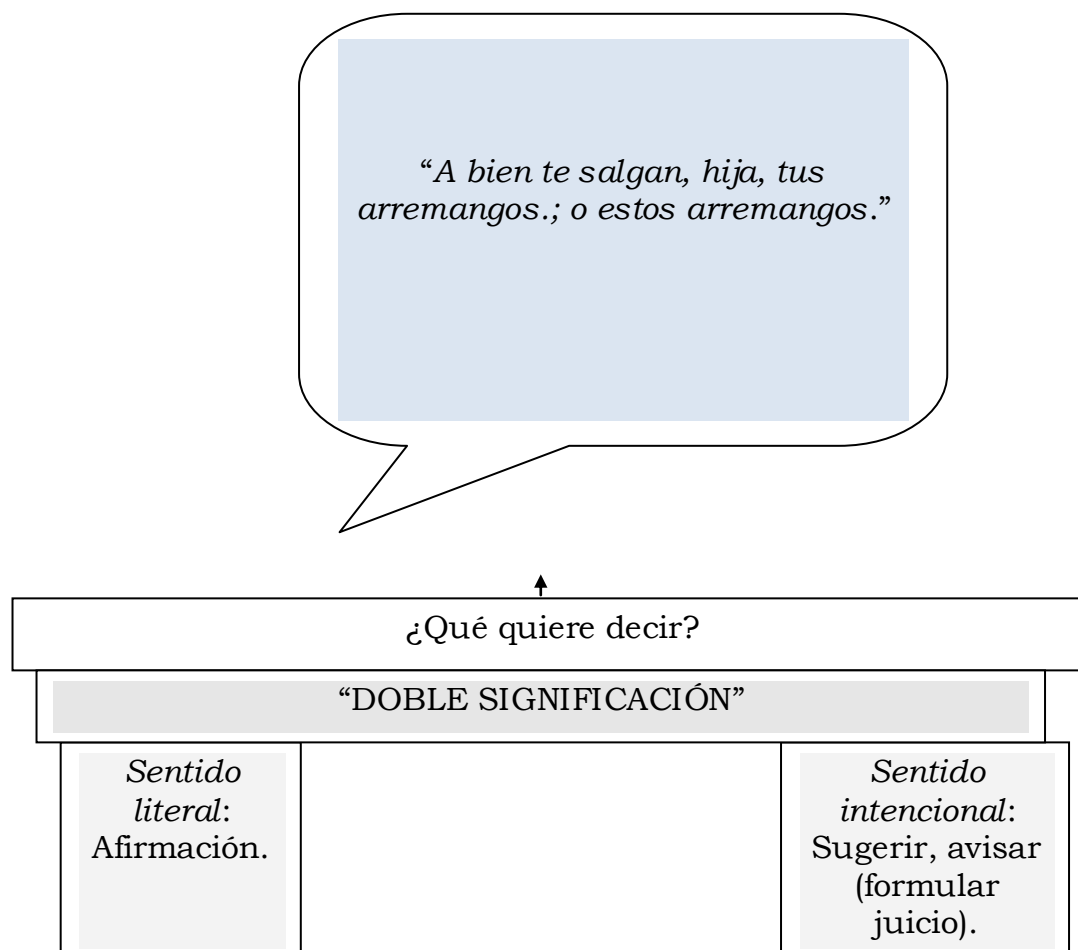 “A bien te salgan, hija, tus
arremangos.; o estos arremangos.”
¿Qué quiere decir?
“DOBLE SIGNIFICACIÓN”
Sentido
literal:
Afirmación.
Sentido
intencional:
Sugerir, avisar
(formular
juicio).